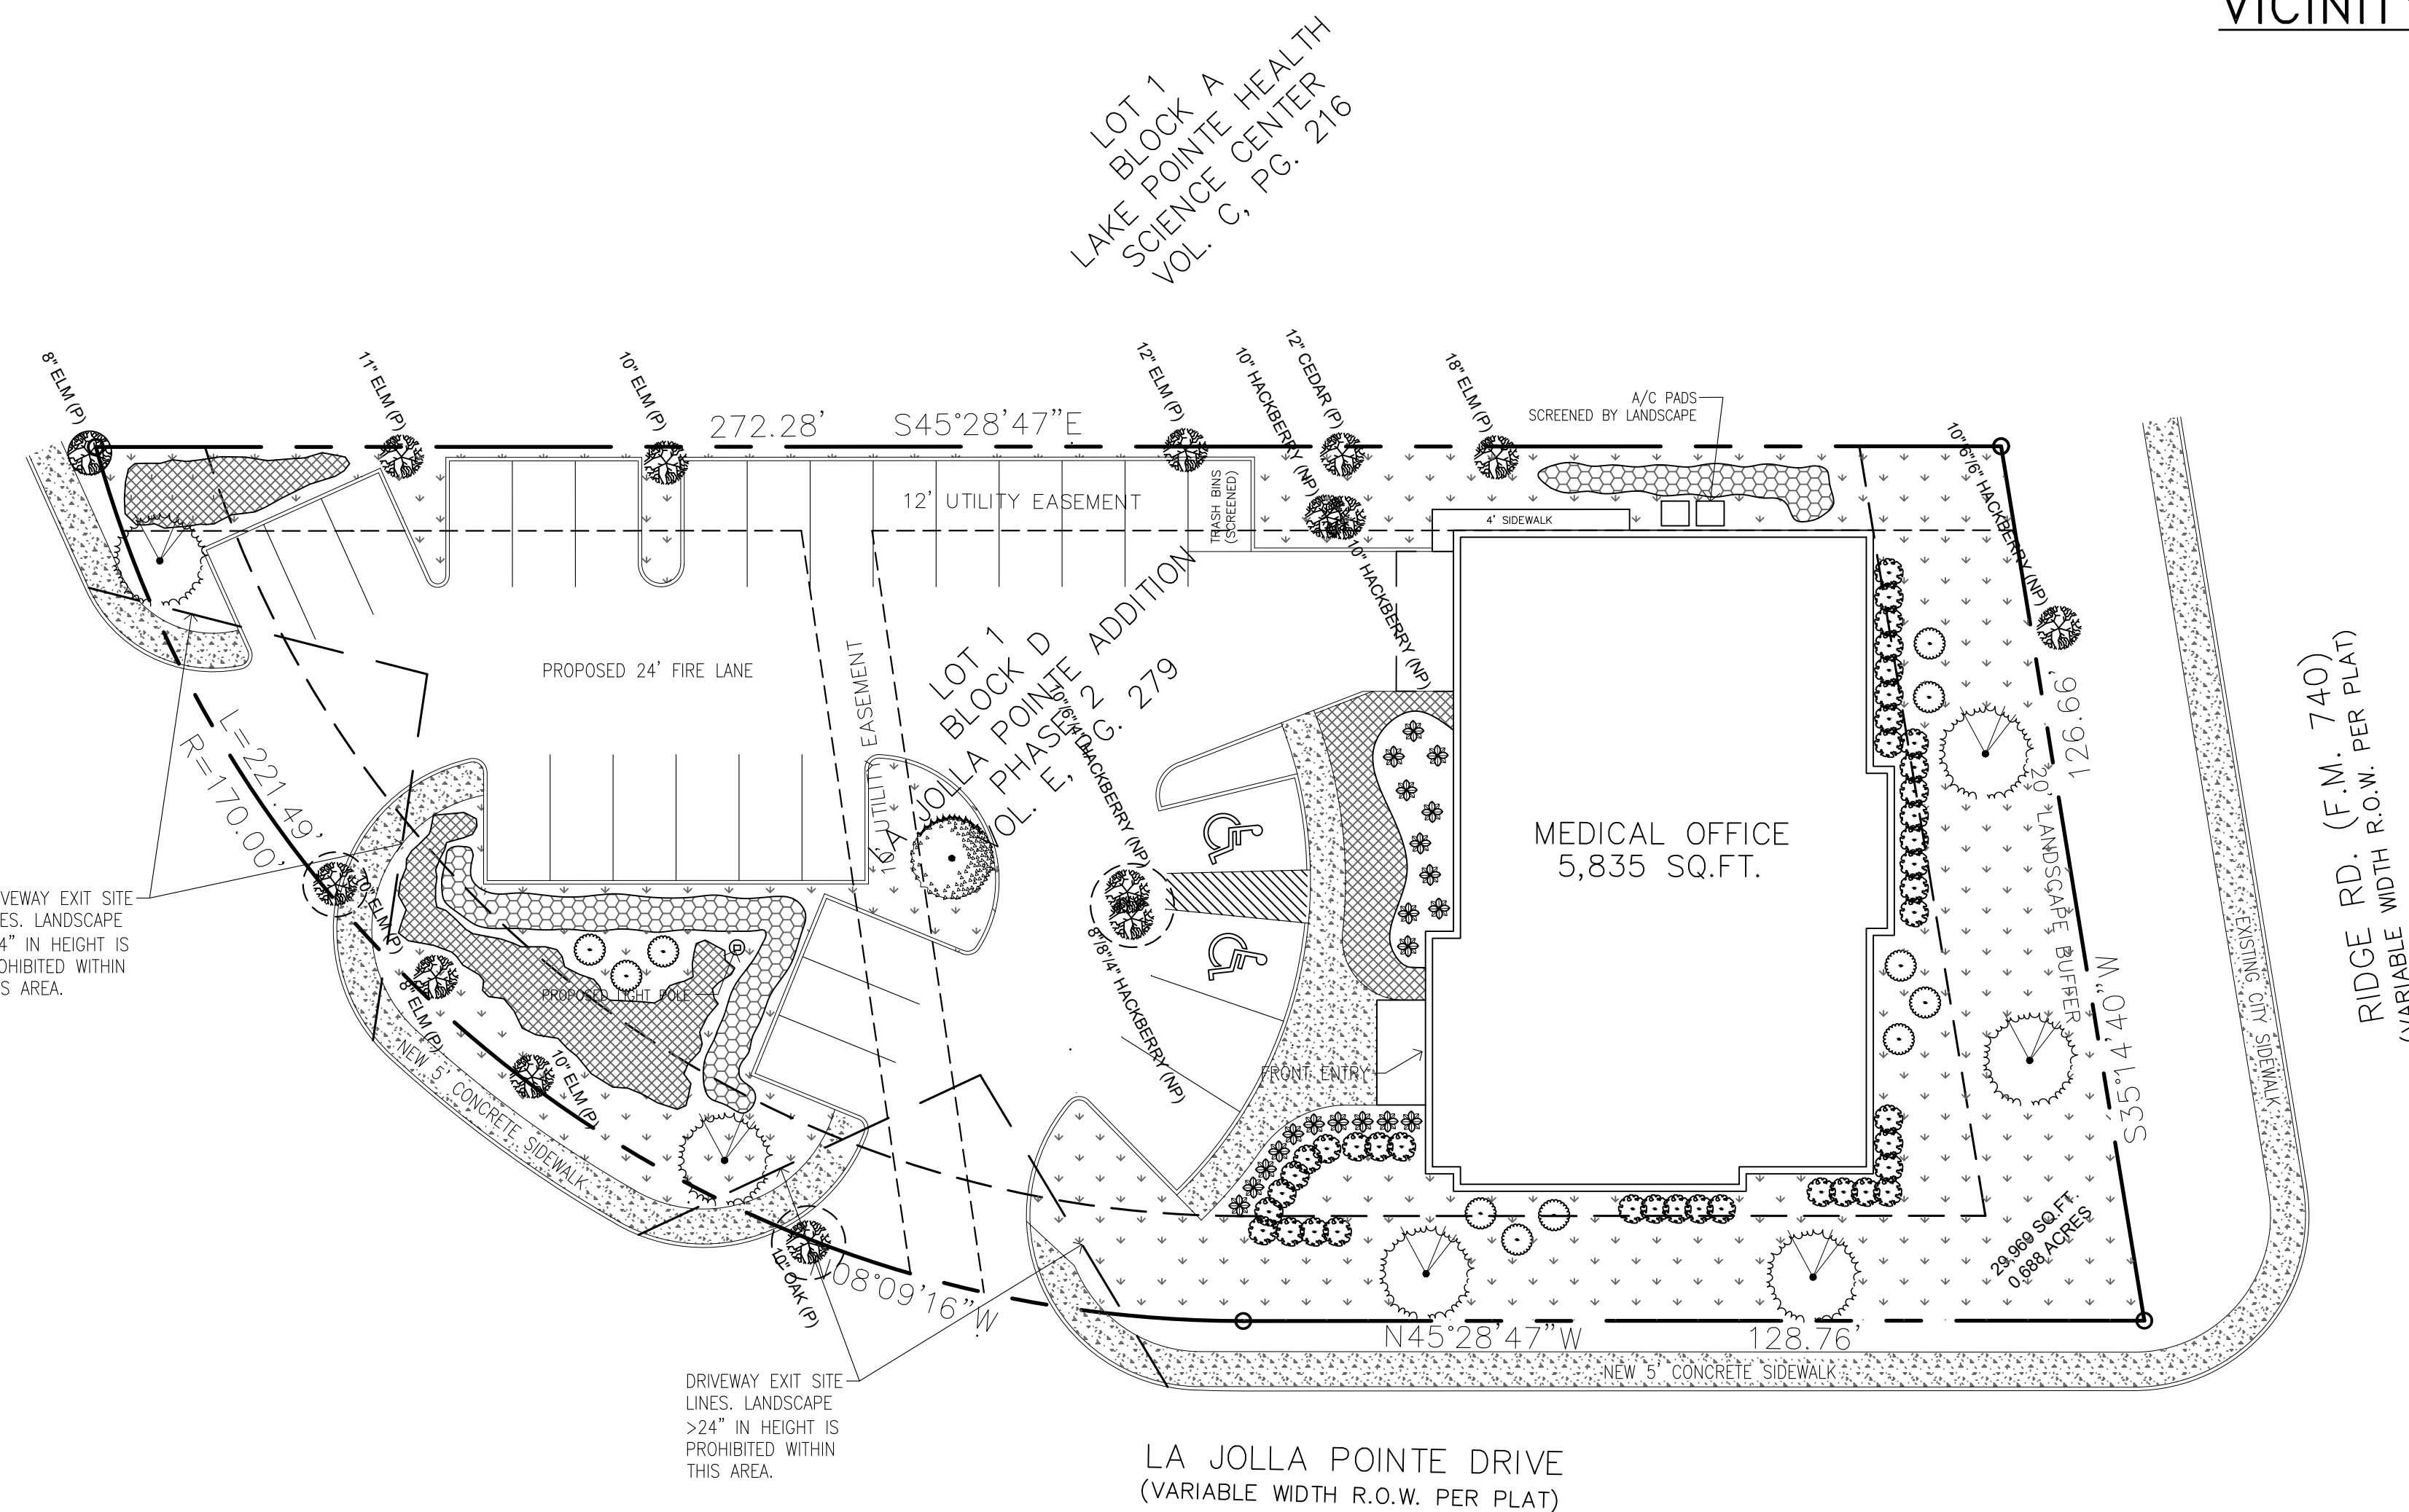 LOT 1
BLOCK A
LAKE POINTE HEALTH
SCIENCE CENTER
VOL. C, PG. 216
8" ELM (P)
11" ELM (P)
10" ELM (P)
272.28'
S45°28'47"E
12" ELM (P)
10" HACKBERRY (NP)
12" CEDAR (P)
18" ELM (P)
A/C PADS
SCREENED BY LANDSCAPE
10"6"/6" HACKBERRY (NP)
12' UTILITY EASEMENT
TRASH BINS
(SCREENED)
4' SIDEWALK
10" HACKBERRY (NP)
PROPOSED 24' FIRE LANE
10' UTILITY EASEMENT
LOT 1
BLOCK D
LA JOLLA POINTE ADDITION
PHASE 2
VOL. E, PG. 279
10"/6"/4" HACKBERRY (NP)
8"/8"/4" HACKBERRY (NP)
MEDICAL OFFICE
5,835 SQ.FT.
FRONT ENTRY
L=221.49'
R=170.00'
10" ELM (P)
8" ELM (P)
10" ELM (P)
PROPOSED LIGHT POLE
NEW 5' CONCRETE SIDEWALK
10" OAK (P)
08°09'16"W
126.66'
20' LANDSCAPE BUFFER
S35°14'40"W
EXISTING CITY SIDEWALK
RIDGE RD. (F.M. 740)
(VARIABLE WIDTH R.O.W. PER PLAT)
29,969 SQ.FT.
0.688 ACRES
N45°28'47"W
128.76'
NEW 5' CONCRETE SIDEWALK
DRIVEWAY EXIT SITE
LINES. LANDSCAPE
>24" IN HEIGHT IS
PROHIBITED WITHIN
THIS AREA.
VEWAY EXIT SITE
ES. LANDSCAPE
4" IN HEIGHT IS
OHIBITED WITHIN
S AREA.
LA JOLLA POINTE DRIVE
(VARIABLE WIDTH R.O.W. PER PLAT)